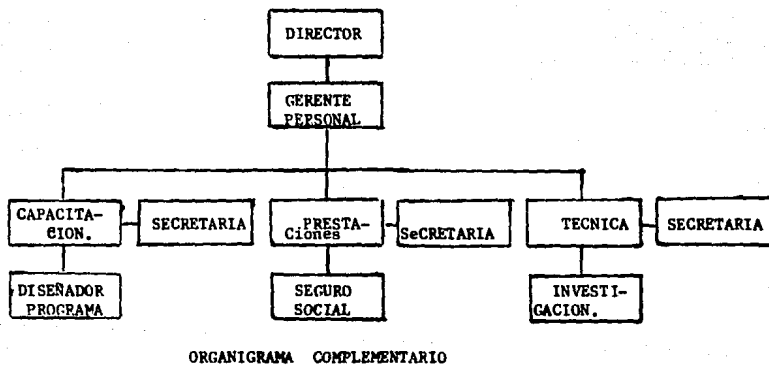 DIRECTOR
GERENTE
PERSONAL
CAPACITA-
CION.
SECRETARIA
PRESTA-
Ciones
SeCRETARIA
TECNICA
SECRETARIA
DISEÑADOR
PROGRAMA
SEGURO
SOCIAL
INVESTI-
GACION.
ORGANIGRAMA COMPLEMENTARIO